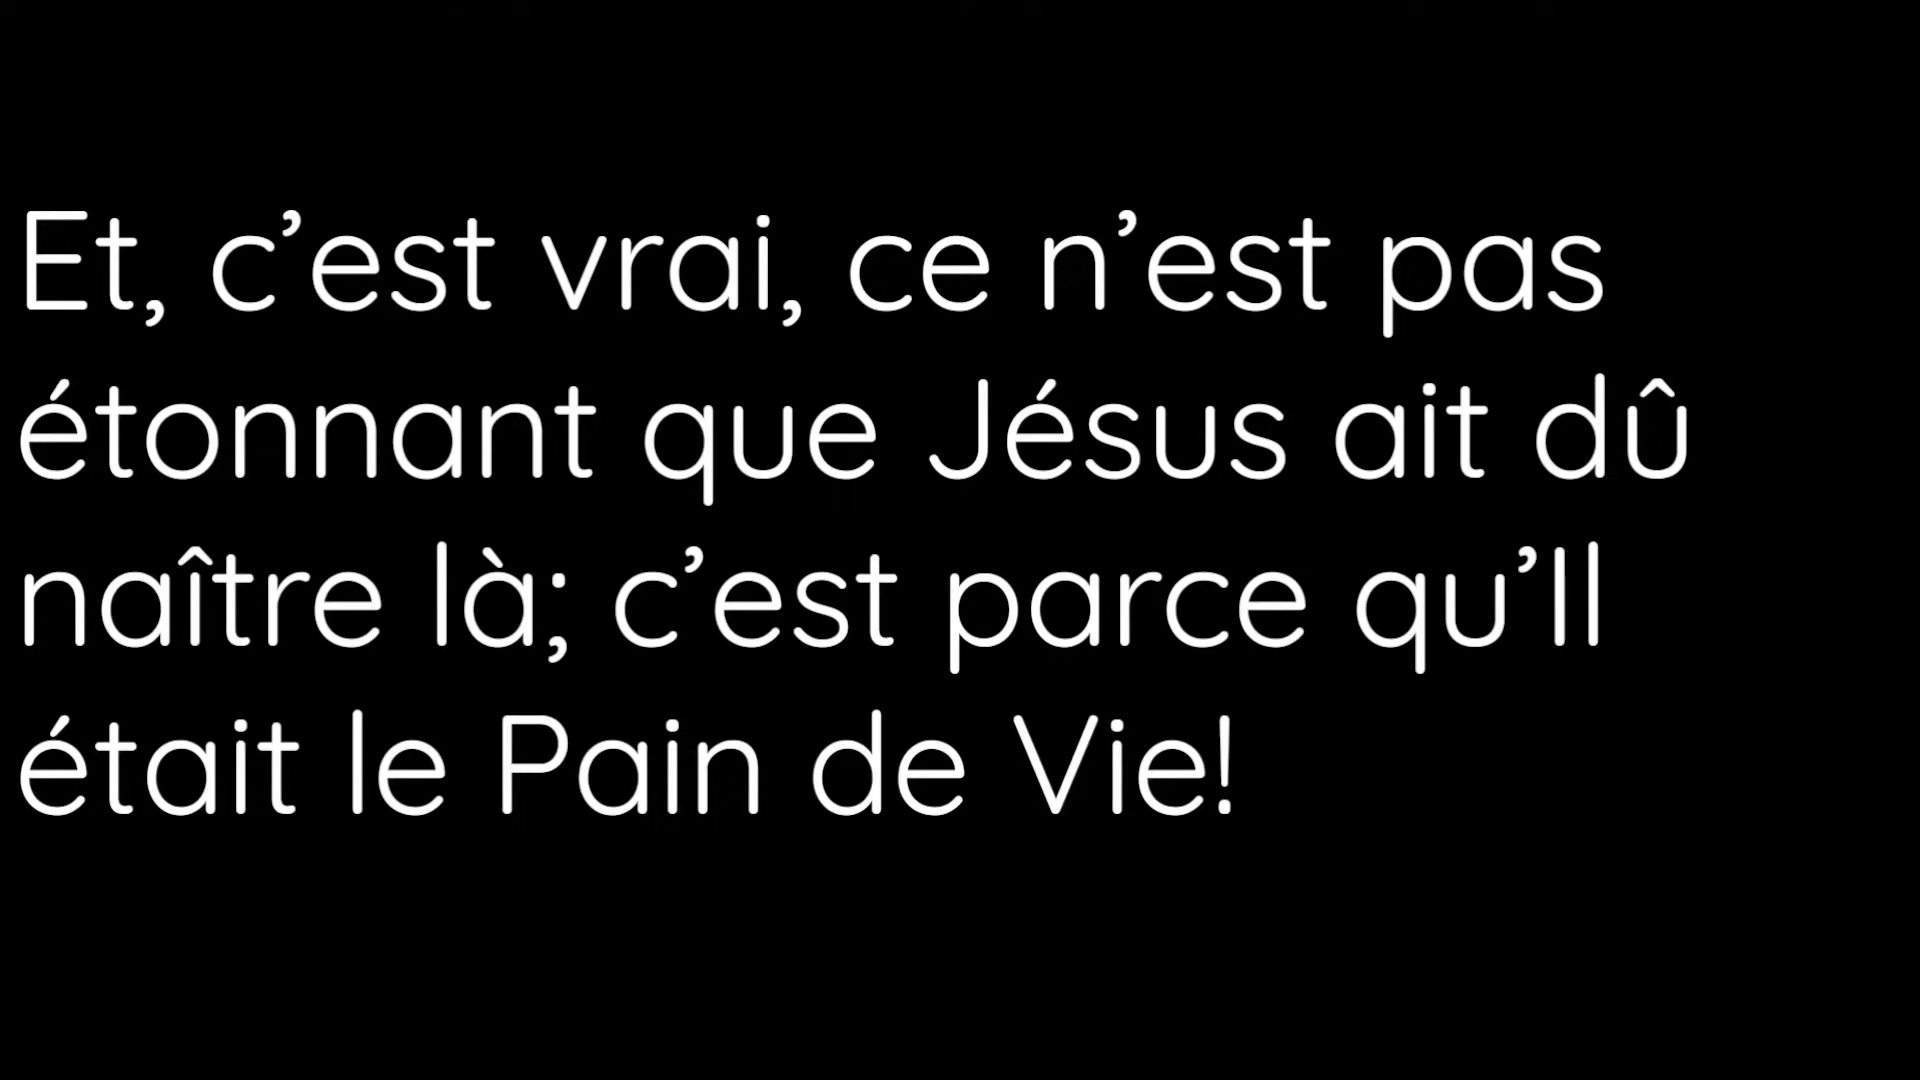 Et, c’est vrai, ce n’est pas
étonnant que Jésus ait dû
naître là; c’est parce qu’Il
était le Pain de Vie!